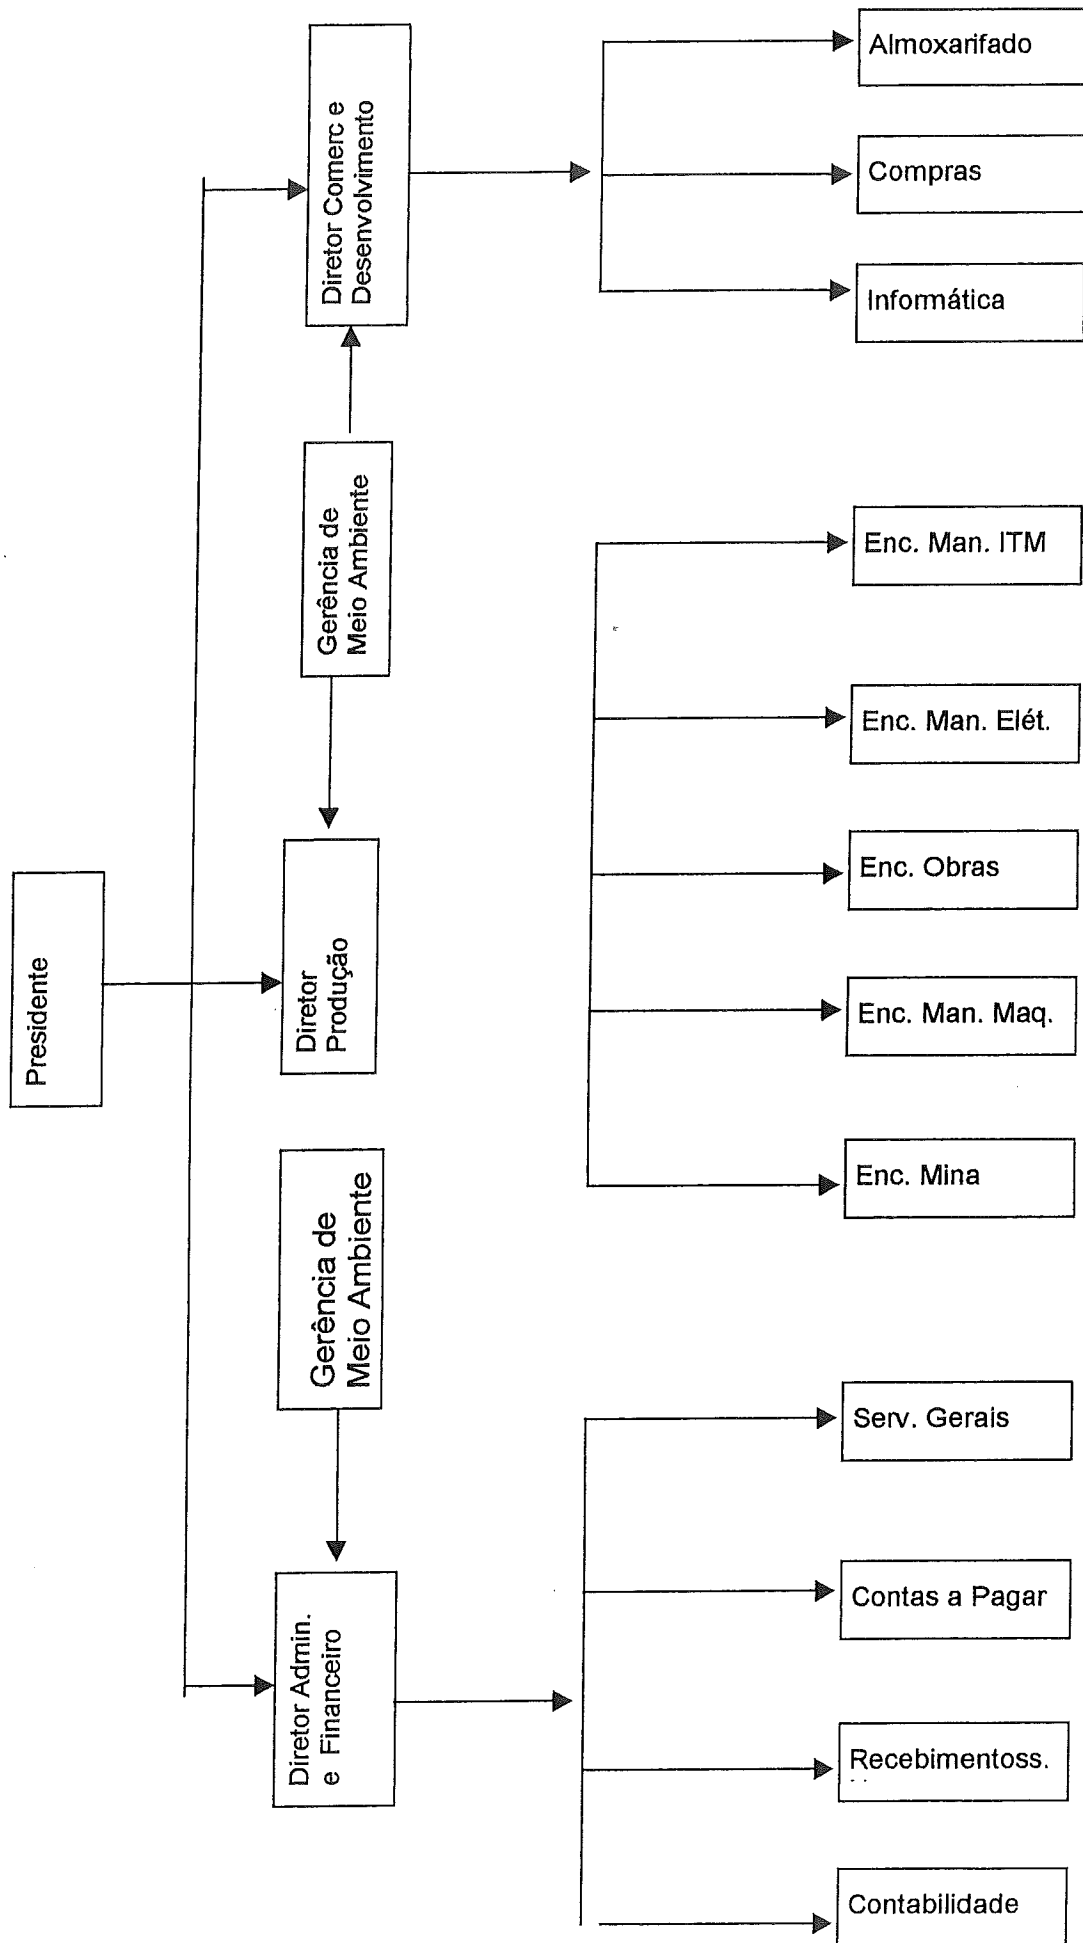 Presidente
Diretor Admin.
e Financeiro
Gerência de
Meio Ambiente
Diretor
Produção
Gerência de
Meio Ambiente
Diretor Comerc e
Desenvolvimento
Contabilidade
Recebimentoss.
Contas a Pagar
Serv. Gerais
Enc. Mina
Enc. Man. Maq.
Enc. Obras
Enc. Man. Elét.
Enc. Man. ITM
Informática
Compras
Almoxarifado